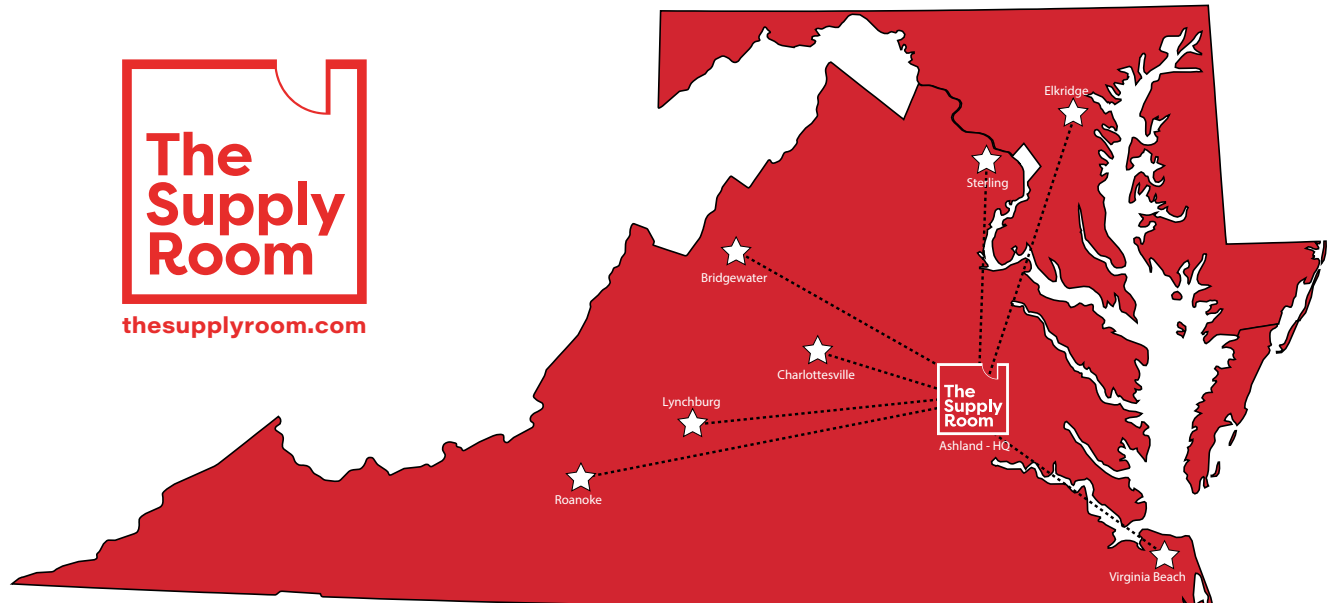 The
Supply
Room
thesupplyroom.com
Elkridge
Sterling
Bridgewater
Charlottesville
Lynchburg
The
Supply
Room
Ashland - HQ
Roanoke
Virginia Beach